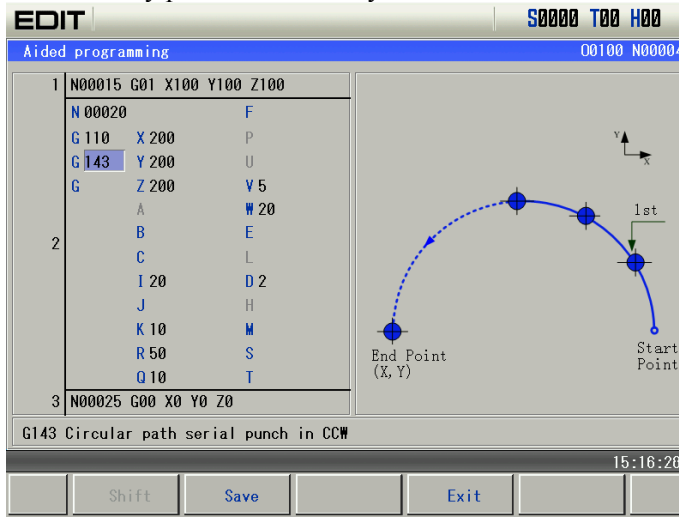 EDIT S0000 T00 H00
Aided programming O0100 N00004
1 N00015 G01 X100 Y100 Z100
N 00020 F
G 110 X 200 P
G 143 Y 200 U
G Z 200 V 5
A W 20
B E
C L
I 20 D 2
J H
K 10 M
R 50 S
Q 10 T
2
3 N00025 G00 X0 Y0 Z0
Y
X
1st
Start
Point
End Point
(X, Y)
G143 Circular path serial punch in CCW
15:16:28
Shift Save Exit